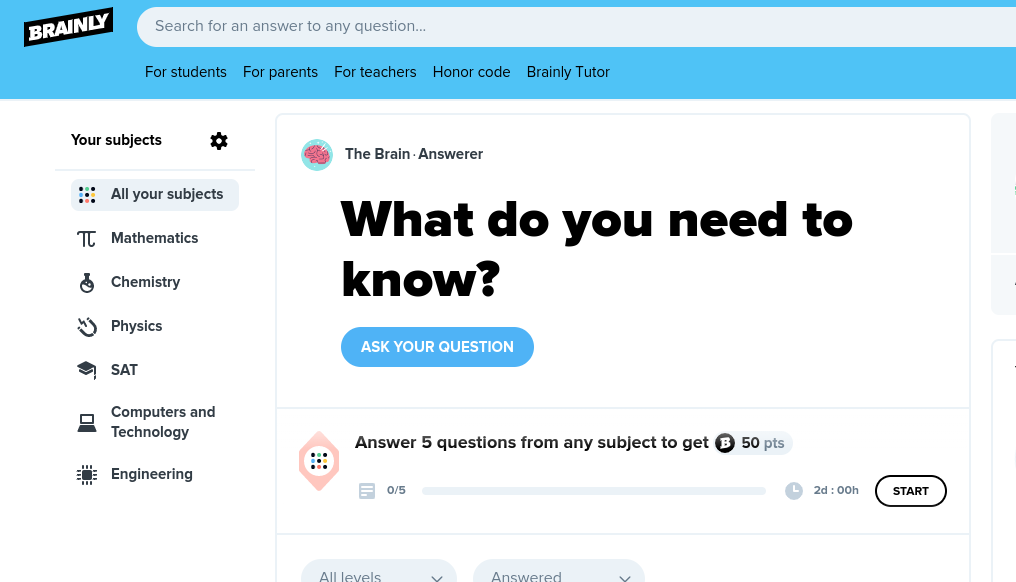 BRAINLY
Search for an answer to any question...
For students For parents For teachers Honor code Brainly Tutor
Your subjects
All your subjects
Mathematics
Chemistry
Physics
SAT
Computers and
Technology
Engineering
The Brain · Answerer
What do you need to
know?
ASK YOUR QUESTION
Answer 5 questions from any subject to get B 50 pts
0/5 2d : 00h START
All levels Answered